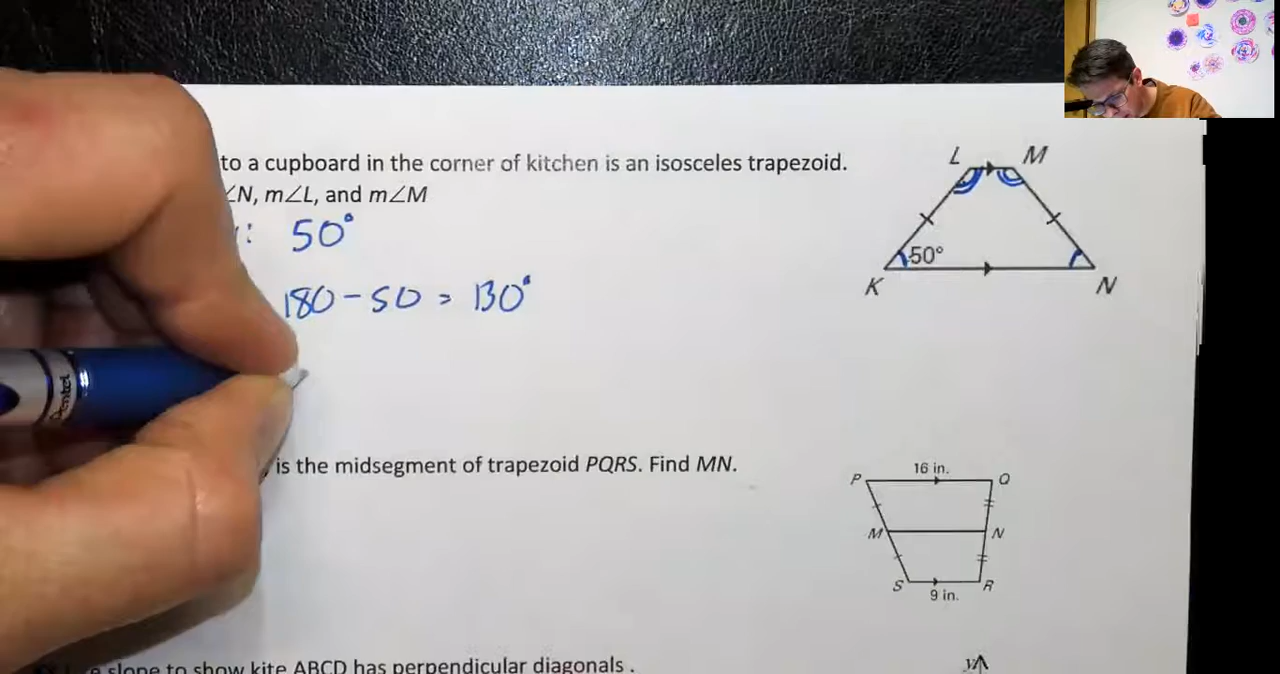 to a cupboard in the corner of kitchen is an isosceles trapezoid.
∠N, m∠L, and m∠M
: 50°
180 - 50 = 130°
L M
50°
K N
Pentel
is the midsegment of trapezoid PQRS. Find MN.
16 in.
P Q
M N
S R
9 in.
slope to show kite ABCD has perpendicular diagonals .
y